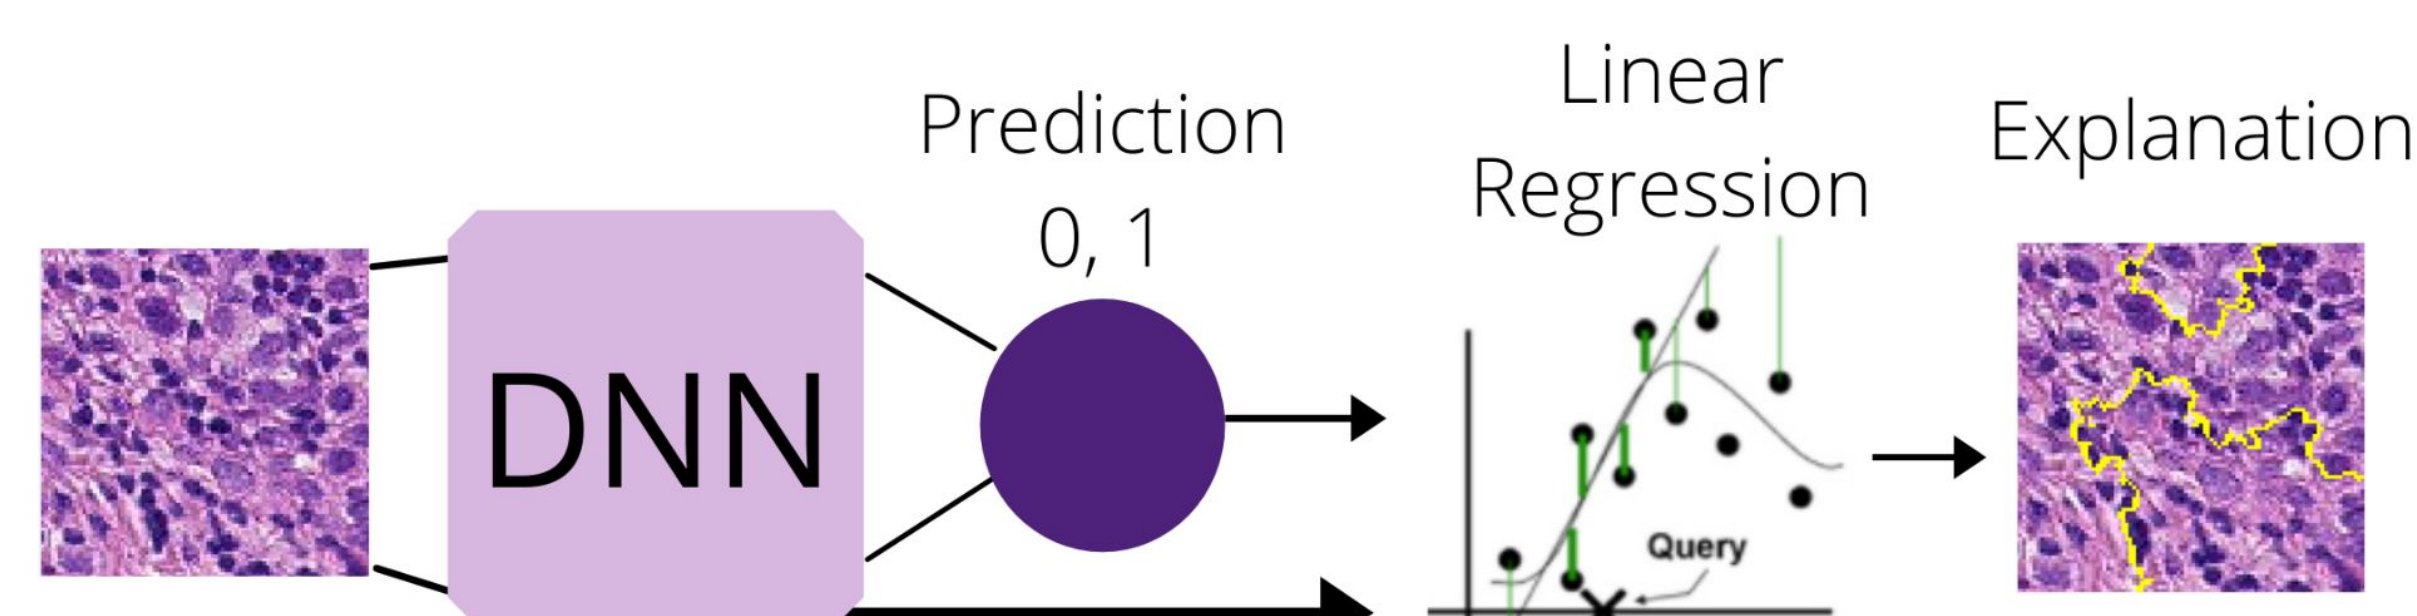 DNN
Prediction
0, 1
Linear
Regression
Query
Explanation